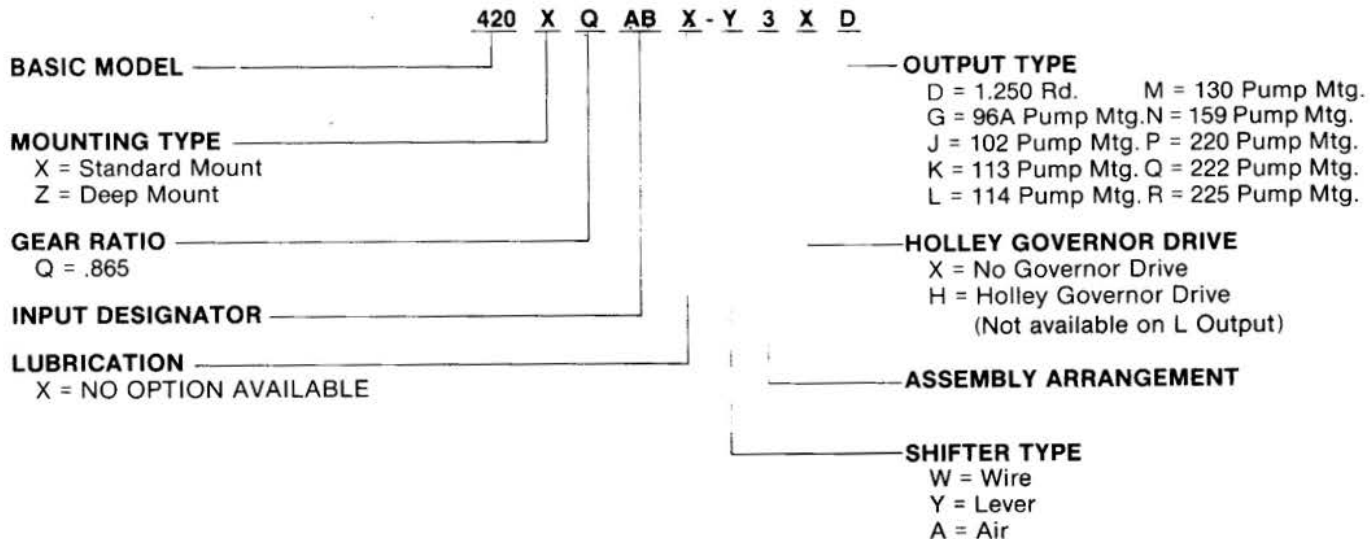 420 X Q AB X - Y 3 X D
BASIC MODEL
MOUNTING TYPE
X = Standard Mount
Z = Deep Mount
GEAR RATIO
Q = .865
INPUT DESIGNATOR
LUBRICATION
X = NO OPTION AVAILABLE
OUTPUT TYPE
D = 1.250 Rd. M = 130 Pump Mtg.
G = 96A Pump Mtg. N = 159 Pump Mtg.
J = 102 Pump Mtg. P = 220 Pump Mtg.
K = 113 Pump Mtg. Q = 222 Pump Mtg.
L = 114 Pump Mtg. R = 225 Pump Mtg.
HOLLEY GOVERNOR DRIVE
X = No Governor Drive
H = Holley Governor Drive
(Not available on L Output)
ASSEMBLY ARRANGEMENT
SHIFTER TYPE
W = Wire
Y = Lever
A = Air